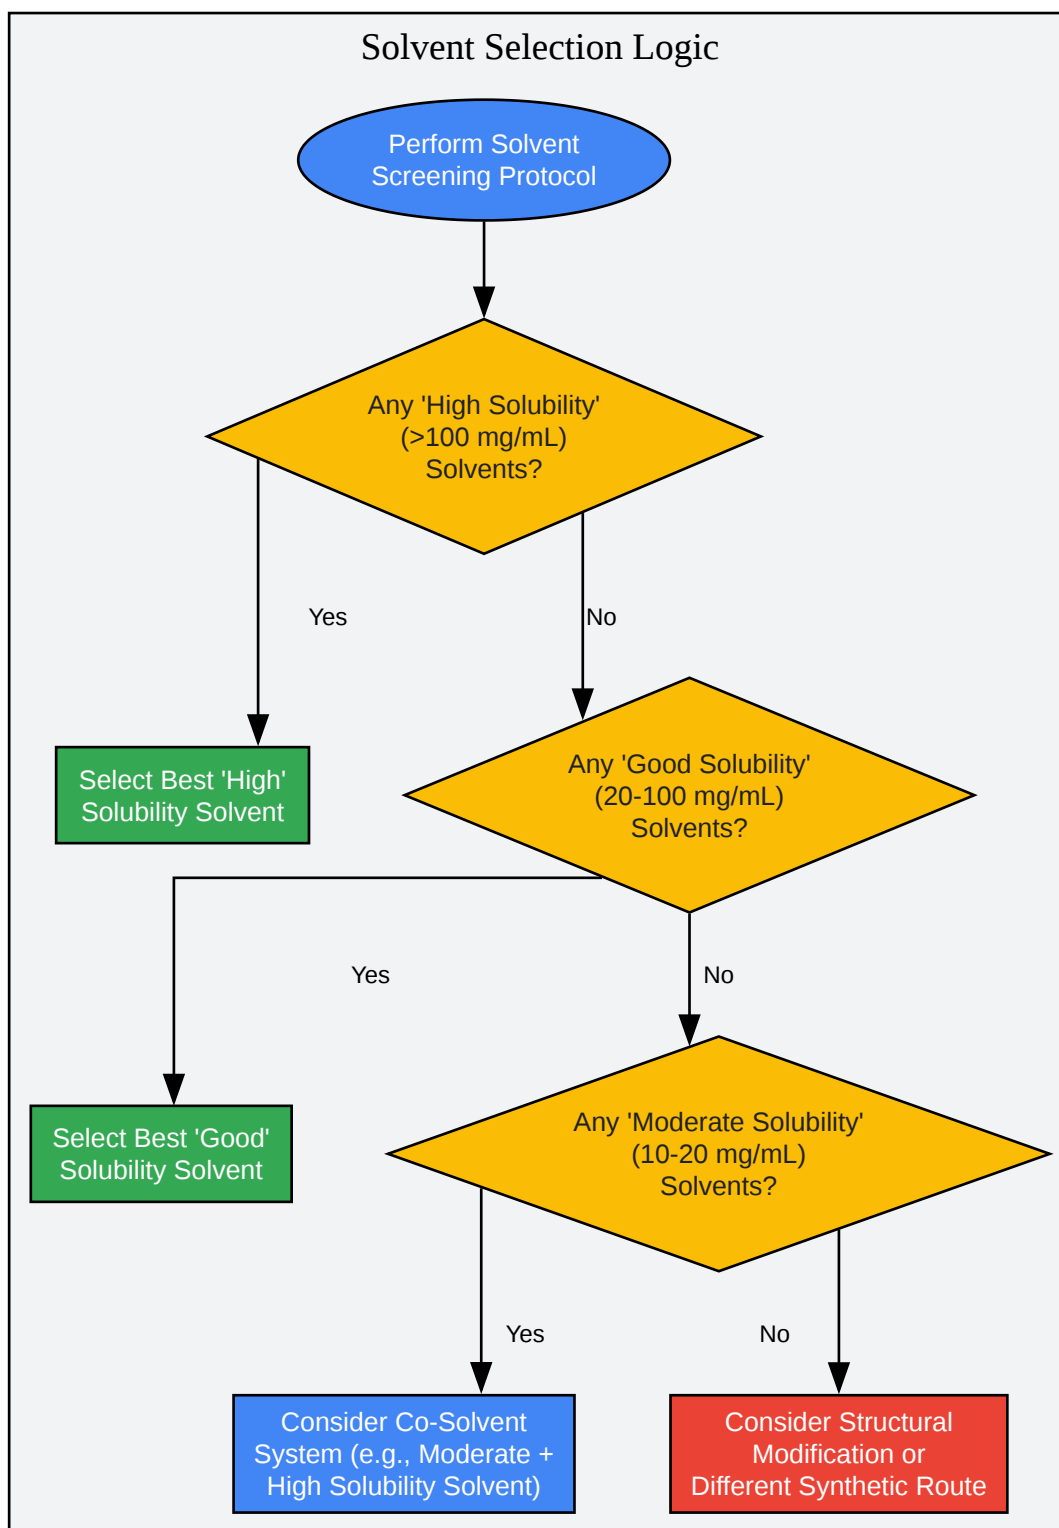 Solvent Selection Logic
Perform Solvent
Screening Protocol
Any 'High Solubility'
(>100 mg/mL)
Solvents?
Yes
No
Select Best 'High'
Solubility Solvent
Any 'Good Solubility'
(20-100 mg/mL)
Solvents?
Yes
No
Select Best 'Good'
Solubility Solvent
Any 'Moderate Solubility'
(10-20 mg/mL)
Solvents?
Yes
No
Consider Co-Solvent
System (e.g., Moderate +
High Solubility Solvent)
Consider Structural
Modification or
Different Synthetic Route